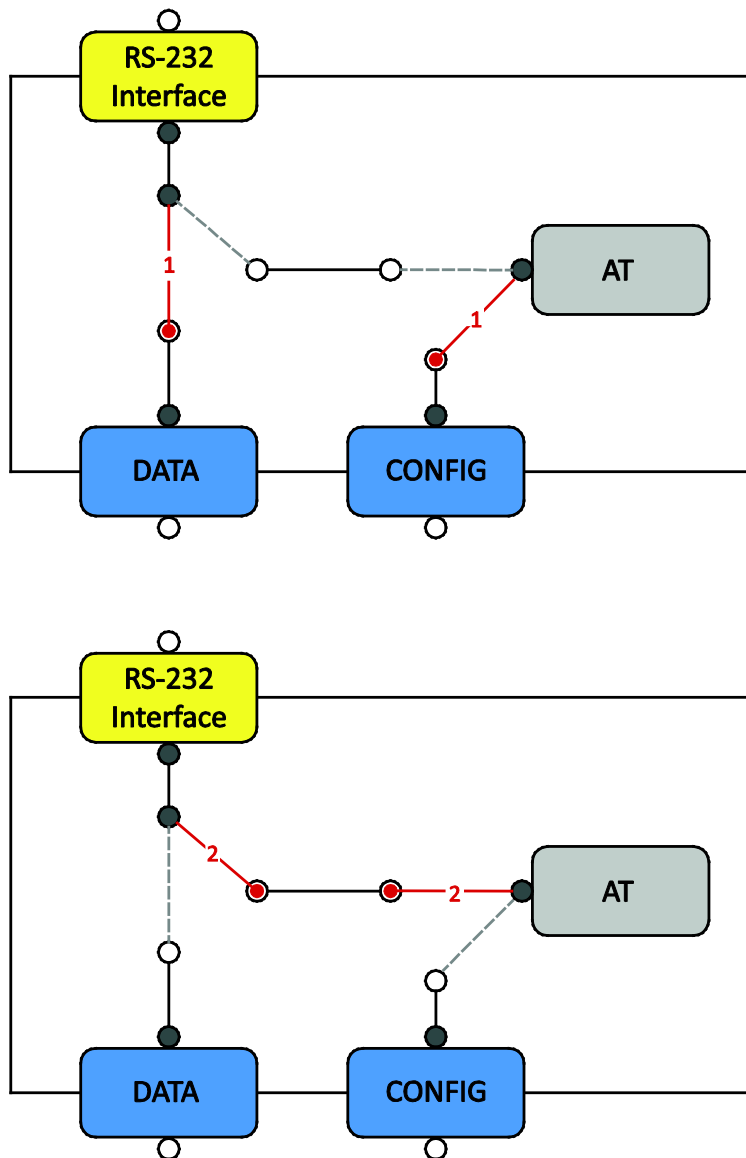 RS-232
Interface
1
AT
1
DATA
CONFIG
RS-232
Interface
2
2
AT
DATA
CONFIG